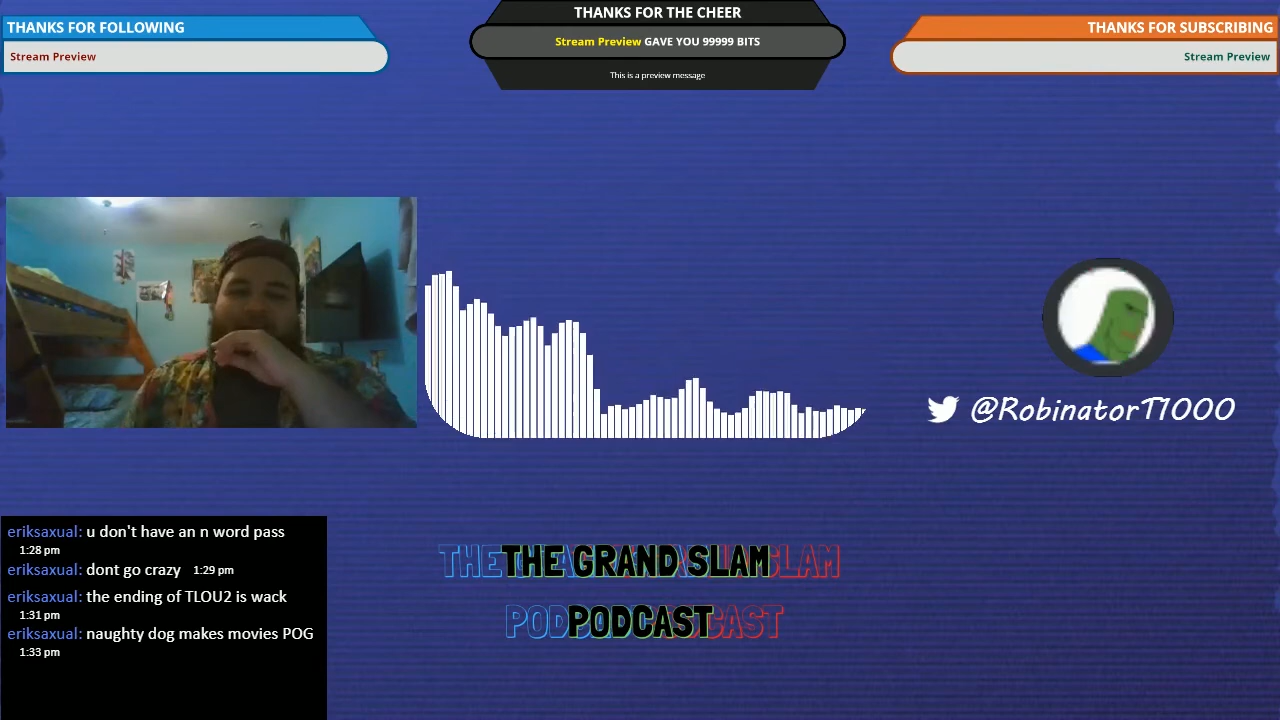 THANKS FOR FOLLOWING
Stream Preview
THANKS FOR THE CHEER
Stream Preview GAVE YOU 99999 BITS
This is a preview message
THANKS FOR SUBSCRIBING
Stream Preview
@RobinatorT1000
eriksaxual: u don't have an n word pass
1:28 pm
eriksaxual: dont go crazy 1:29 pm
eriksaxual: the ending of TLOU2 is wack
1:31 pm
eriksaxual: naughty dog makes movies POG
1:33 pm
THE GRAND SLAM
PODCAST